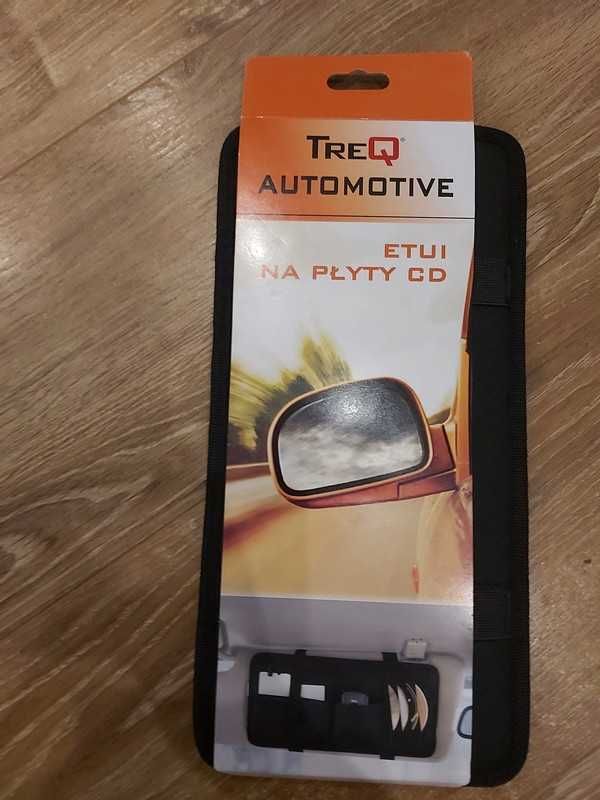 TREQ®
AUTOMOTIVE
ETUI
NA PŁYTY CD